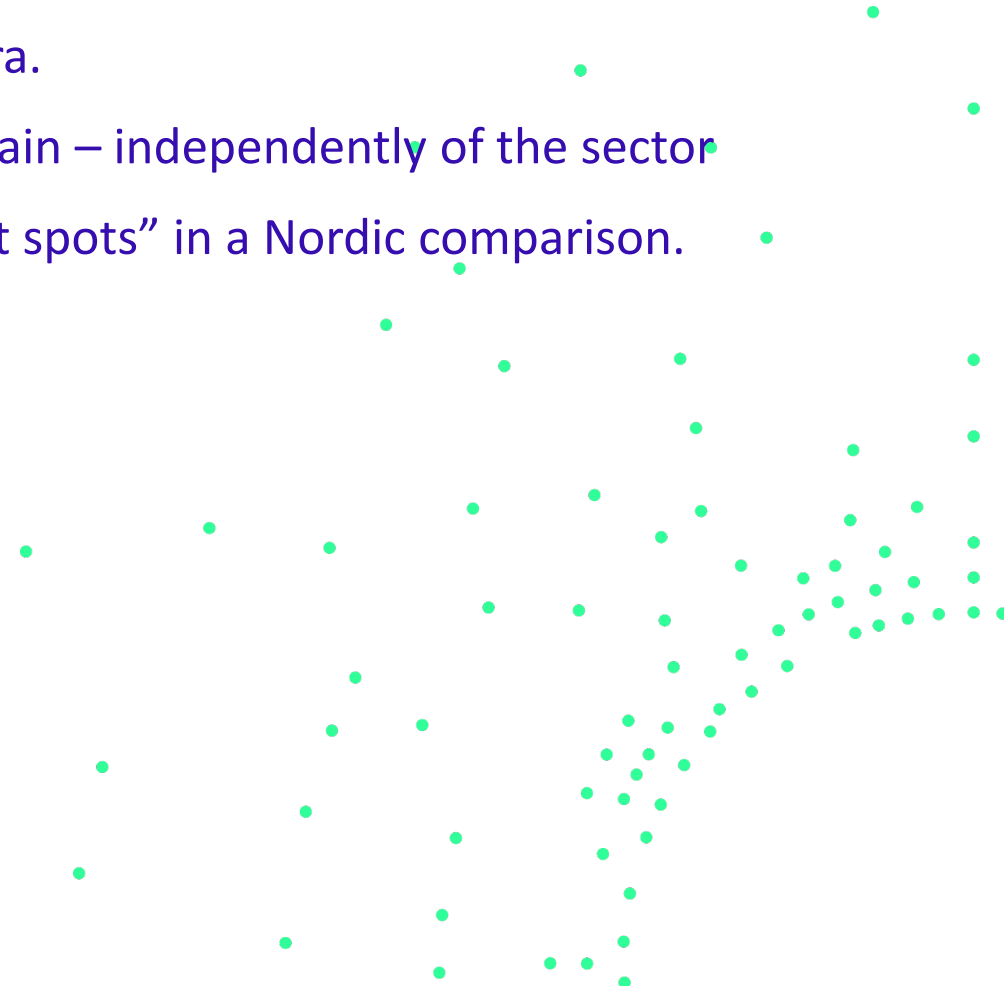 ra.
ain – independently of the sector
t spots” in a Nordic comparison.